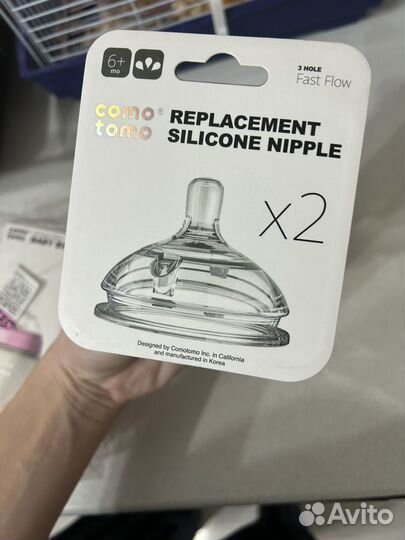 6+
mo
3 HOLE
Fast Flow
como®
tomo
REPLACEMENT
SILICONE NIPPLE
x2
Designed by Comotomo Inc. in California
and manufactured in Korea
Avito